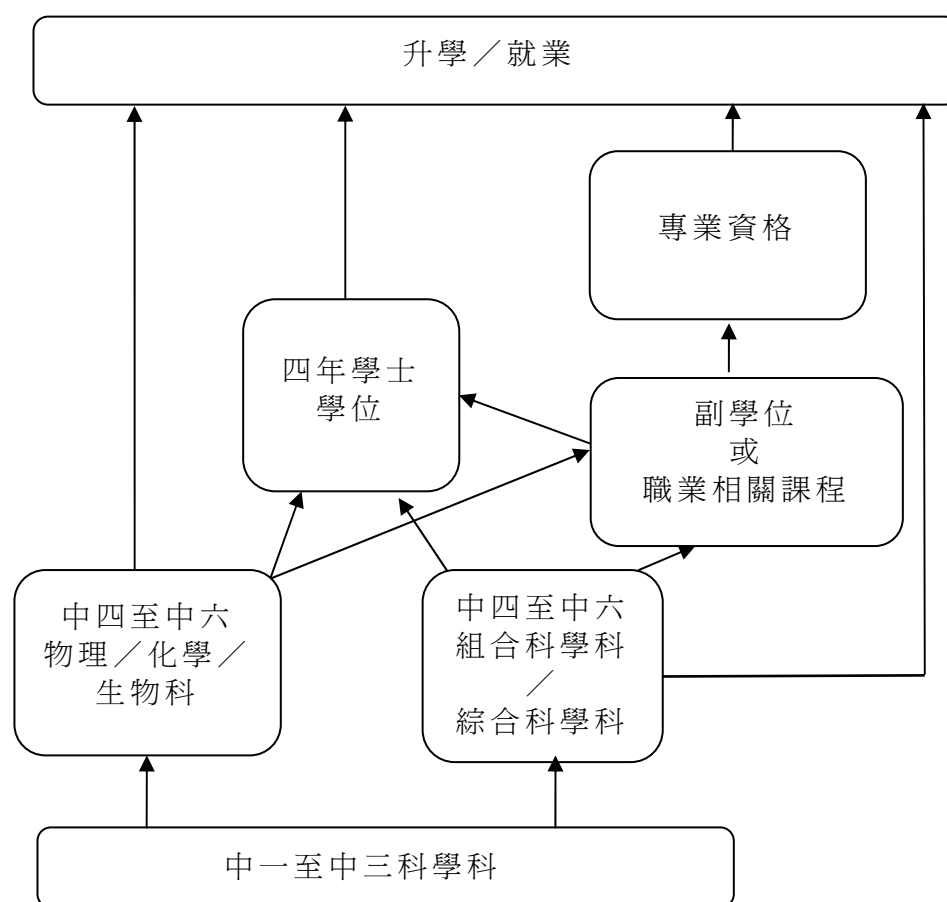 升學／就業
專業資格
四年學士
學位
副學位
或
職業相關課程
中四至中六
物理／化學／
生物科
中四至中六
組合科學科
／
綜合科學科
中一至中三科學科